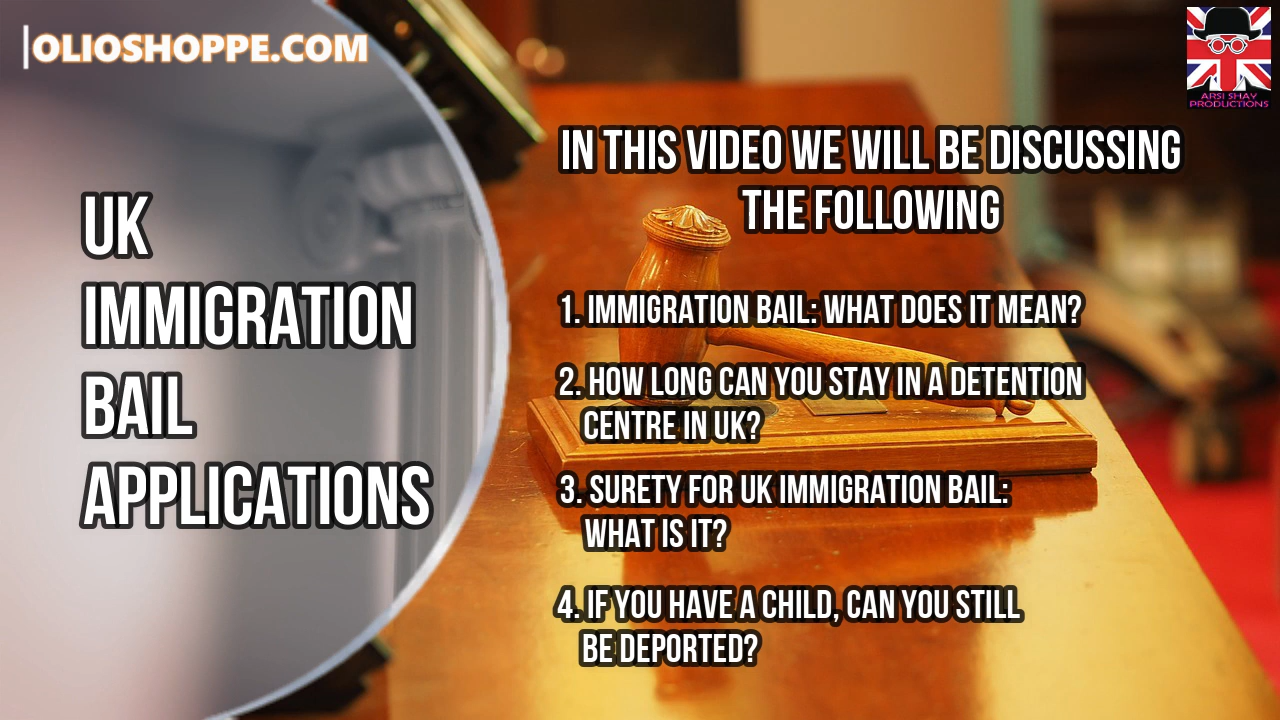 |OLIOSHOPPE.COM
ARSI SHAY
PRODUCTIONS
UK
IMMIGRATION
BAIL
APPLICATIONS
IN THIS VIDEO WE WILL BE DISCUSSING
THE FOLLOWING
1. IMMIGRATION BAIL: WHAT DOES IT MEAN?
2. HOW LONG CAN YOU STAY IN A DETENTION
CENTRE IN UK?
3. SURETY FOR UK IMMIGRATION BAIL:
WHAT IS IT?
4. IF YOU HAVE A CHILD, CAN YOU STILL
BE DEPORTED?